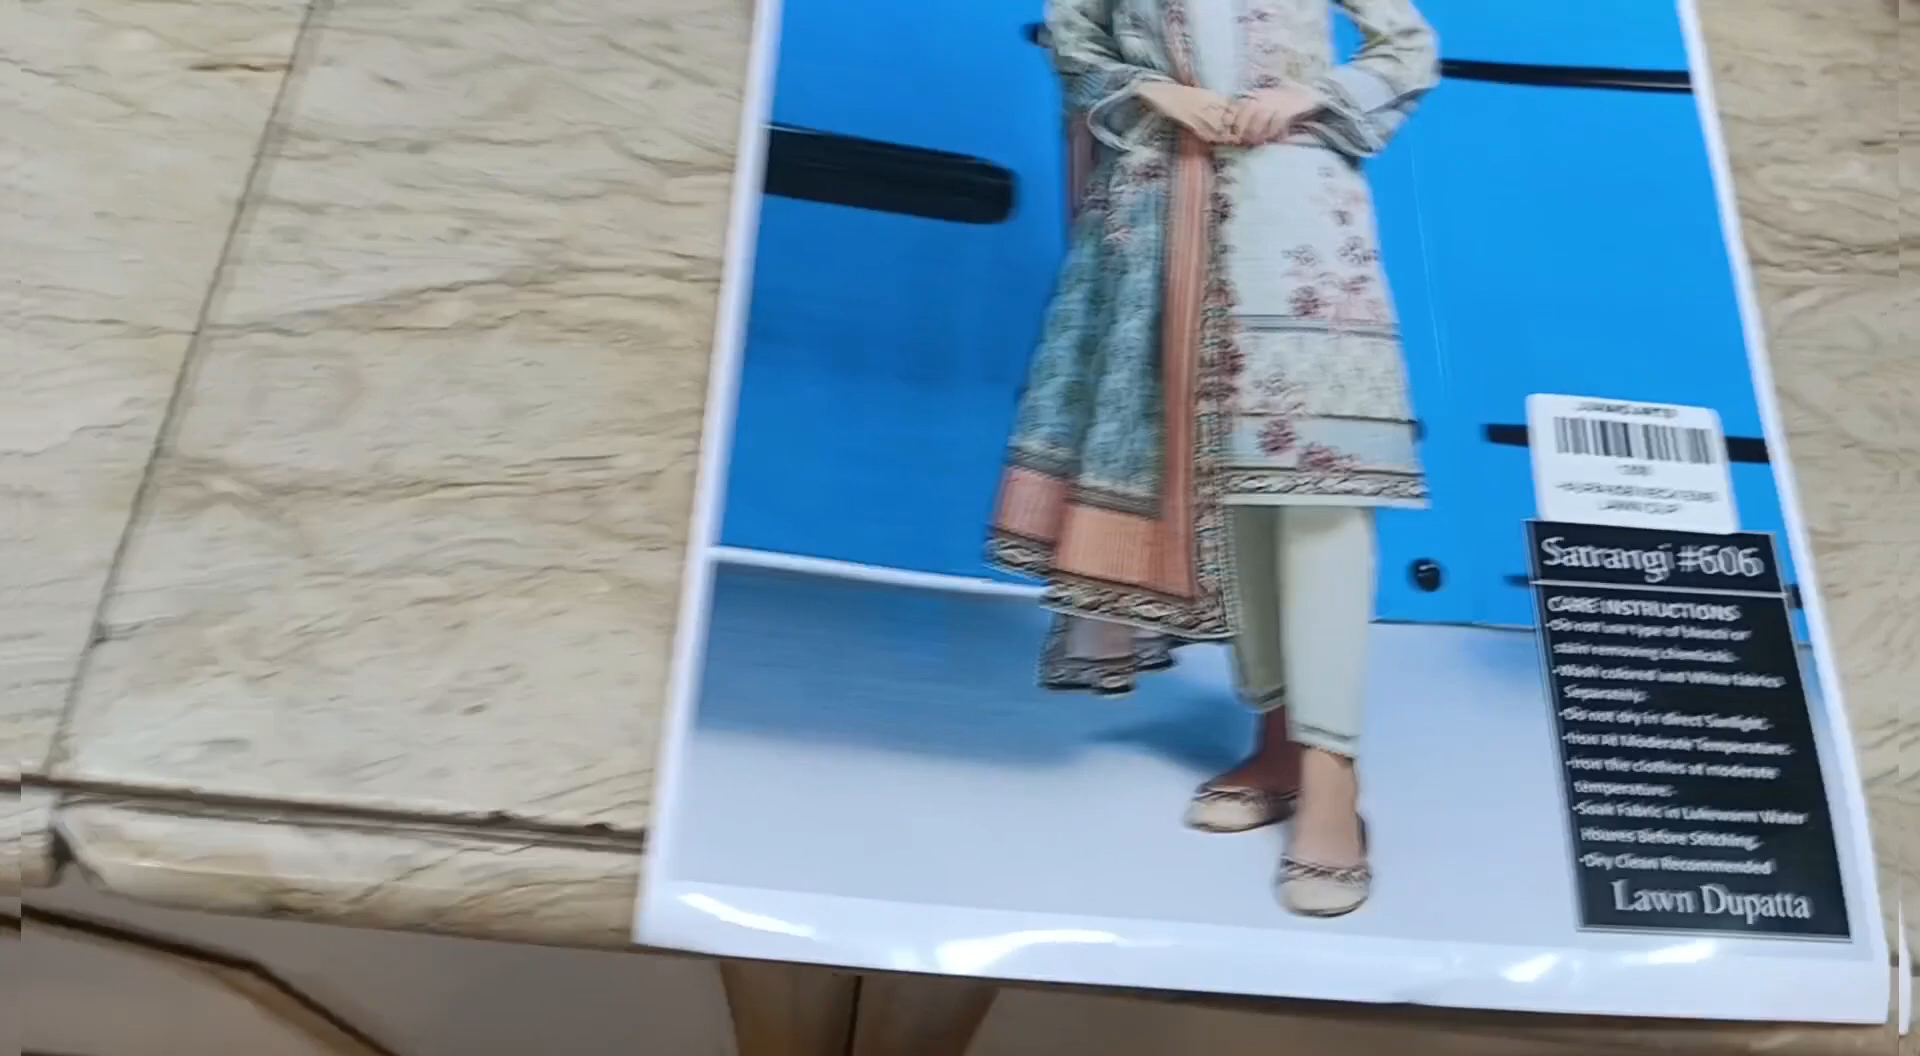 Satrangi #606
CARE INSTRUCTIONS
-Do not use type of bleach or
stain removing chemicals.
-Wash colored and White fabrics
Separately.
-Do not dry in direct Sunlight.
-Iron At Moderate Temperature.
-Iron the clothes at moderate
temperature.
-Soak Fabric in Lukewarm Water
Houres Before Stitching.
-Dry Clean Recommended
Lawn Dupatta